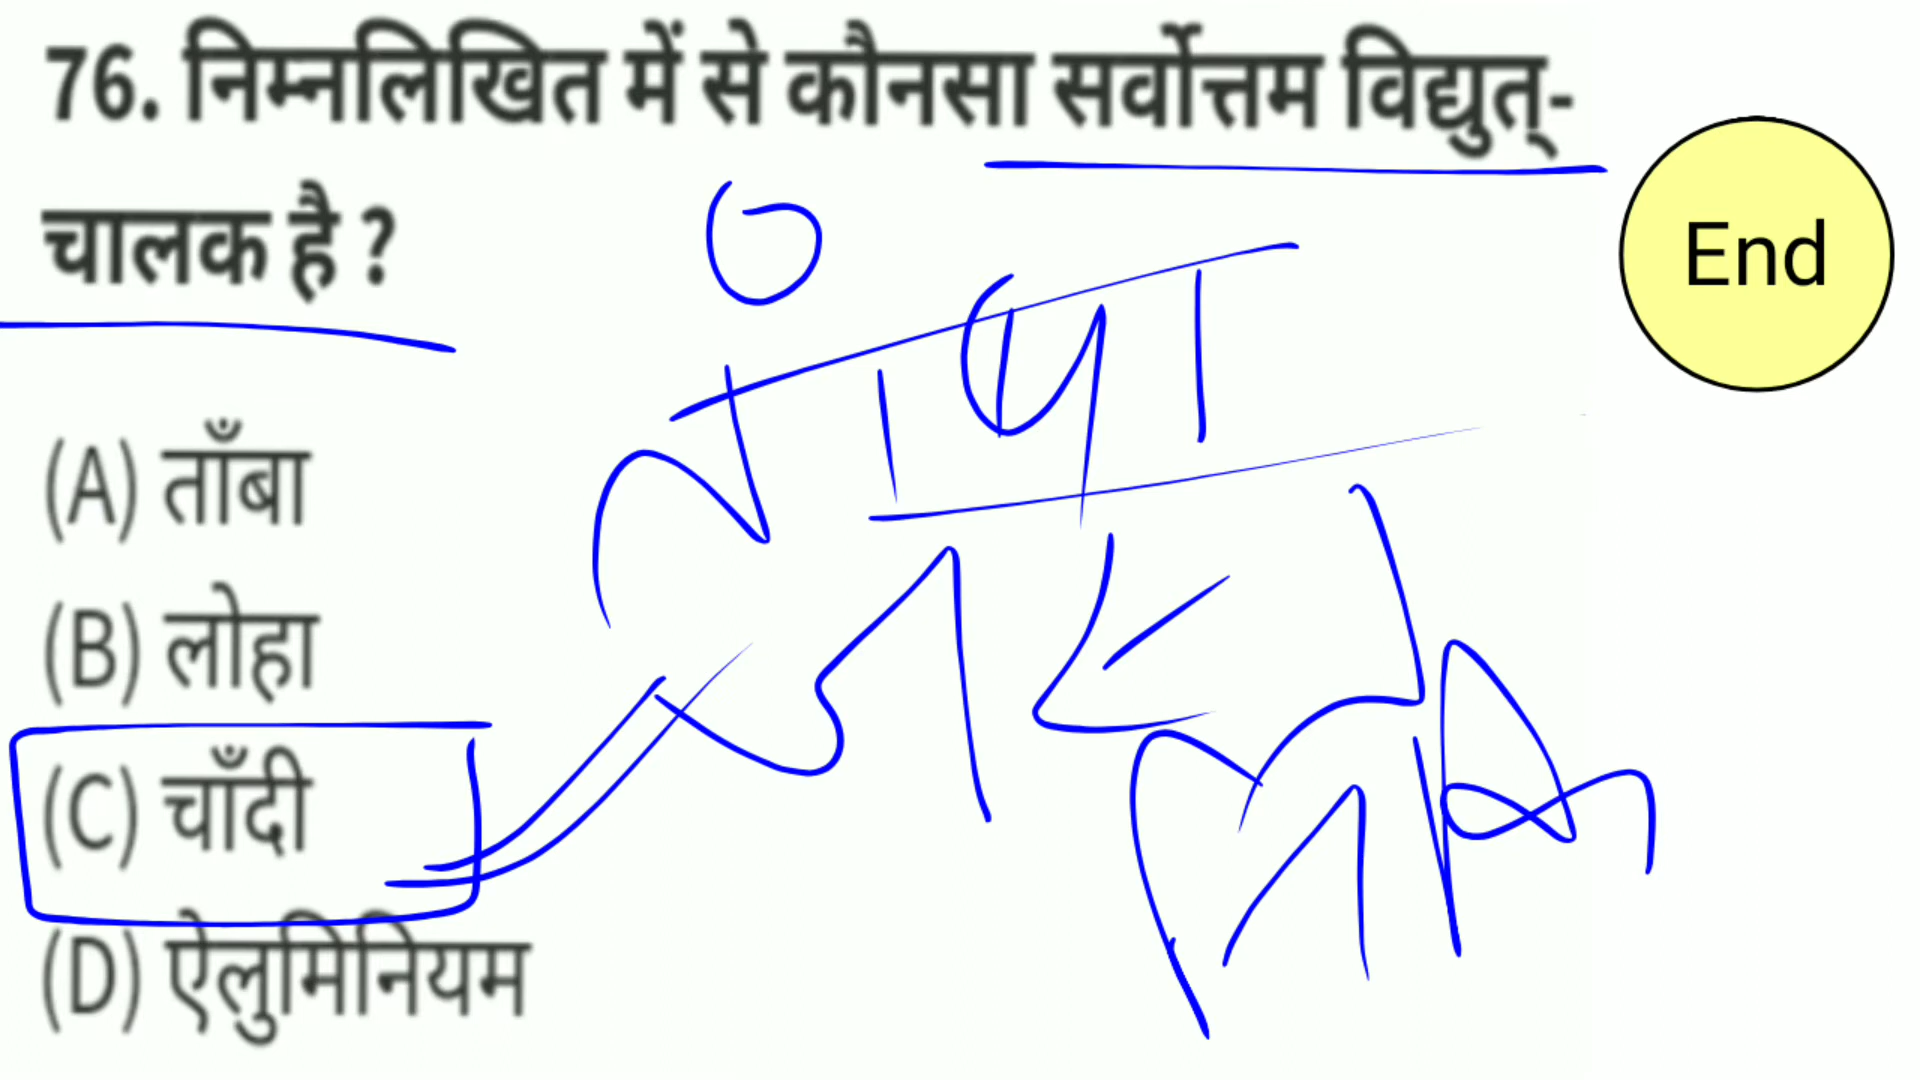 76. निम्नलिखित में से कौनसा सर्वोत्तम विद्युत्-
चालक है ?
End
(A) ताँबा
(B) लोहा
(C) चाँदी
(D) ऐलुमिनियम